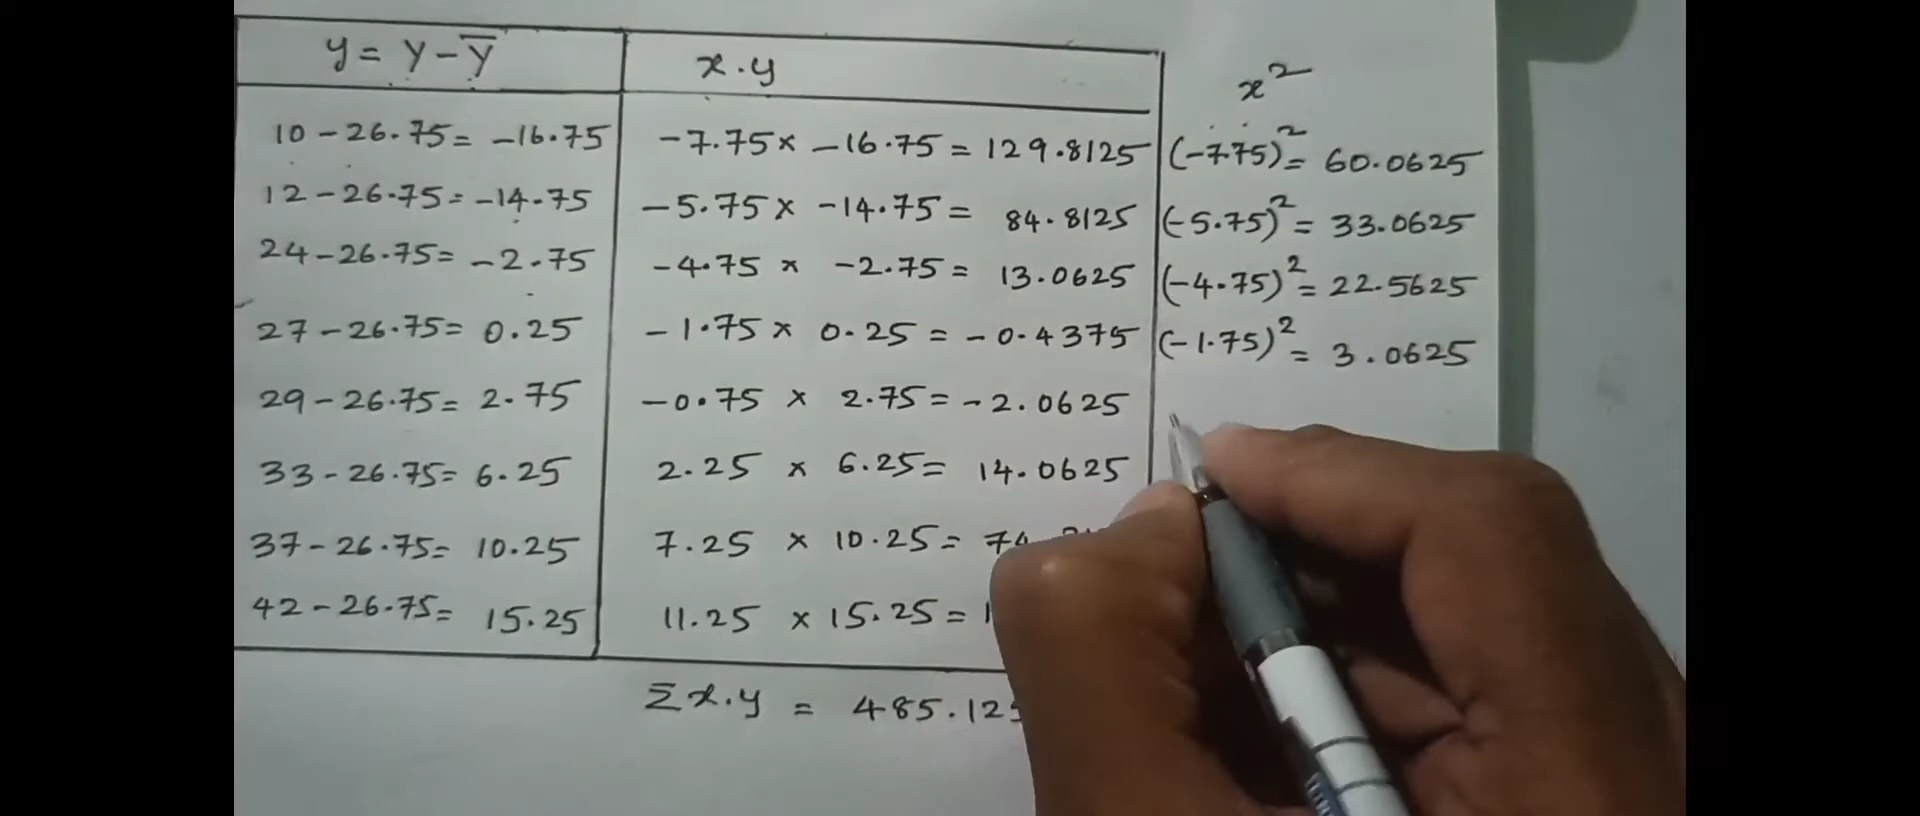 y = Y - Y̅ x.y x²
10 - 26.75 = -16.75 -7.75 x -16.75 = 129.8125 (-7.75)² = 60.0625
12 - 26.75 = -14.75 -5.75 x -14.75 = 84.8125 (-5.75)² = 33.0625
24 - 26.75 = -2.75 -4.75 x -2.75 = 13.0625 (-4.75)² = 22.5625
27 - 26.75 = 0.25 -1.75 x 0.25 = -0.4375 (-1.75)² = 3.0625
29 - 26.75 = 2.75 -0.75 x 2.75 = -2.0625
33 - 26.75 = 6.25 2.25 x 6.25 = 14.0625
37 - 26.75 = 10.25 7.25 x 10.25 =
42 - 26.75 = 15.25 11.25 x 15.25 =
Σx.y = 485.125